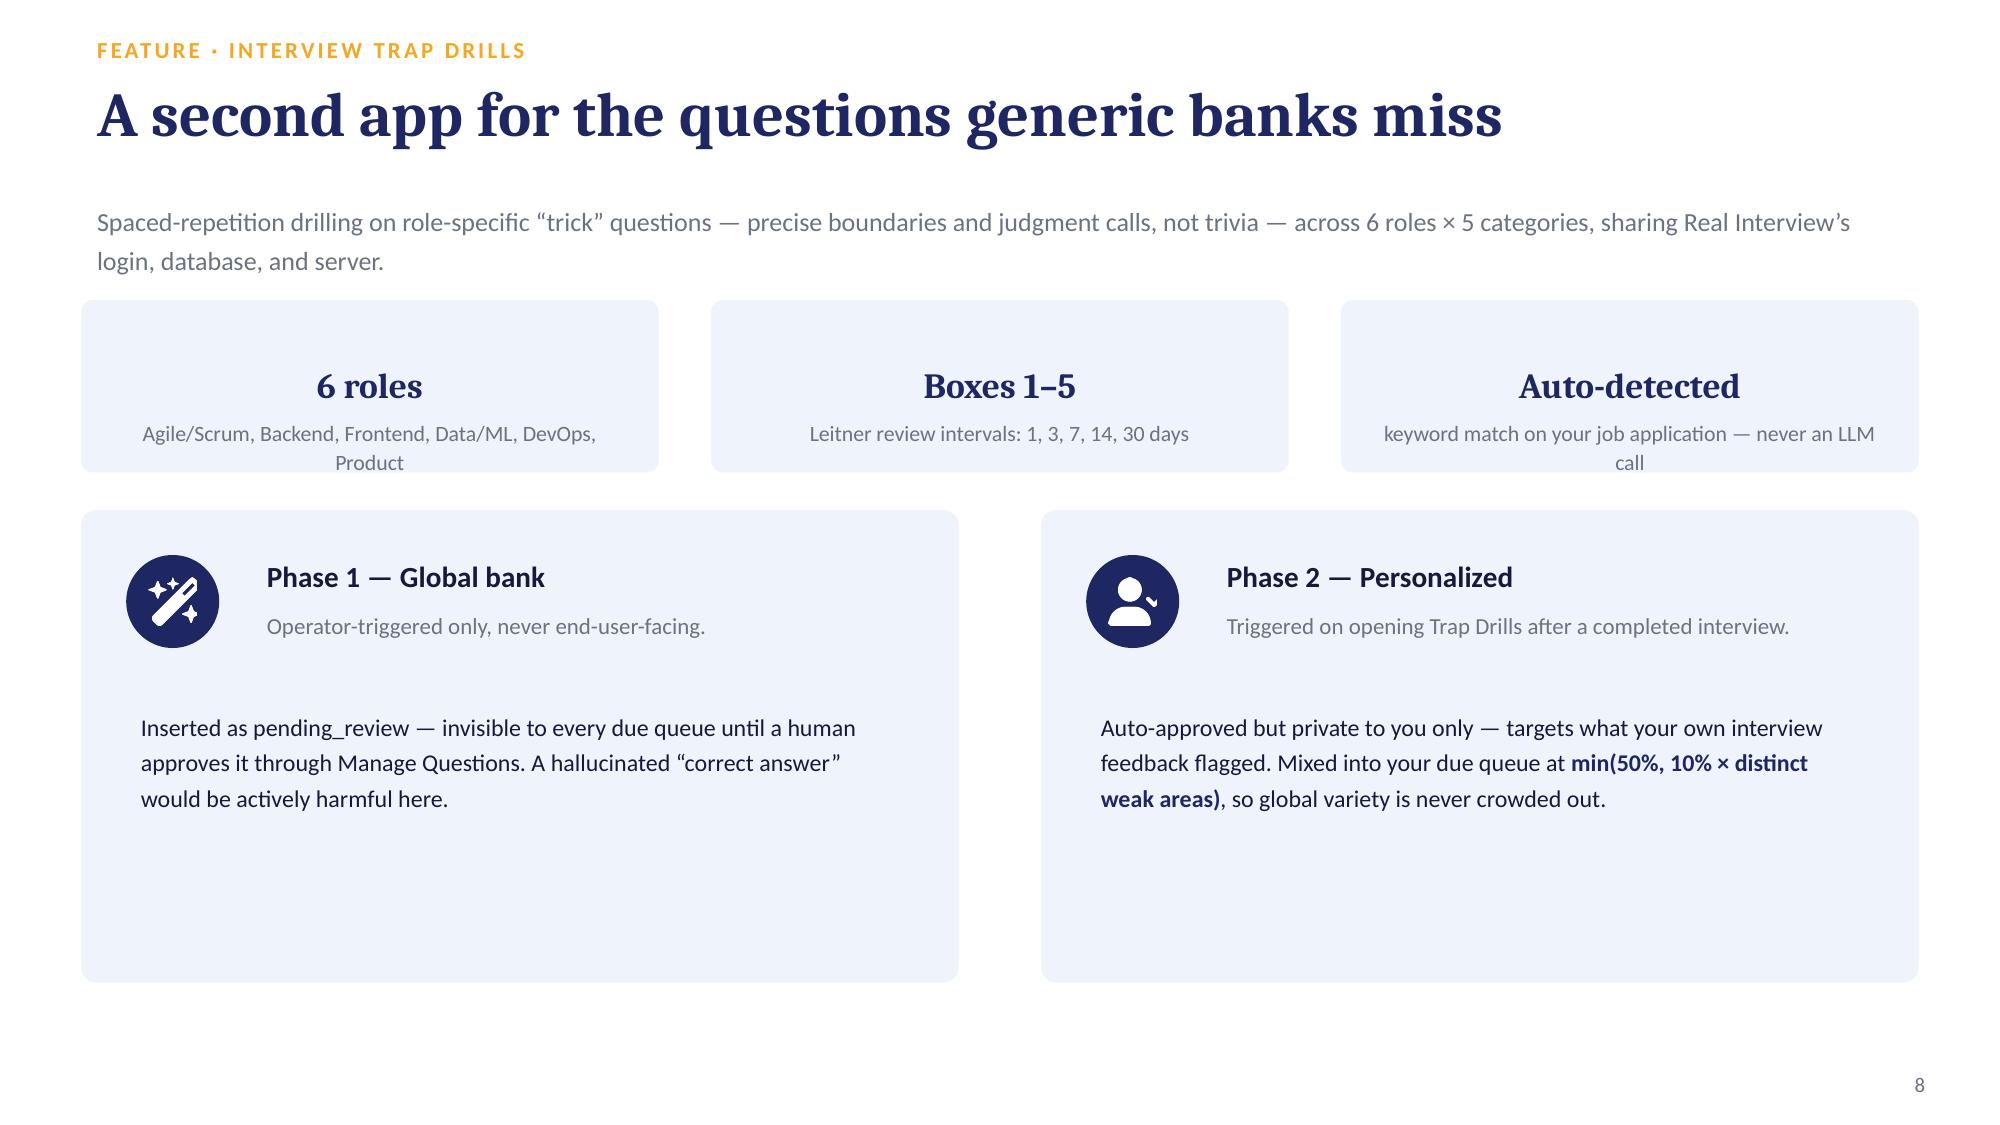 FEATURE · INTERVIEW TRAP DRILLS
A second app for the questions generic banks miss
Spaced-repetition drilling on role-specific “trick” questions — precise boundaries and judgment calls, not trivia — across 6 roles × 5 categories, sharing Real Interview’s
login, database, and server.
6 roles
Agile/Scrum, Backend, Frontend, Data/ML, DevOps,
Product
Boxes 1–5
Leitner review intervals: 1, 3, 7, 14, 30 days
Auto-detected
keyword match on your job application — never an LLM
call
Phase 1 — Global bank
Operator-triggered only, never end-user-facing.
Inserted as pending_review — invisible to every due queue until a human
approves it through Manage Questions. A hallucinated “correct answer”
would be actively harmful here.
Phase 2 — Personalized
Triggered on opening Trap Drills after a completed interview.
Auto-approved but private to you only — targets what your own interview
feedback flagged. Mixed into your due queue at min(50%, 10% × distinct
weak areas), so global variety is never crowded out.
8